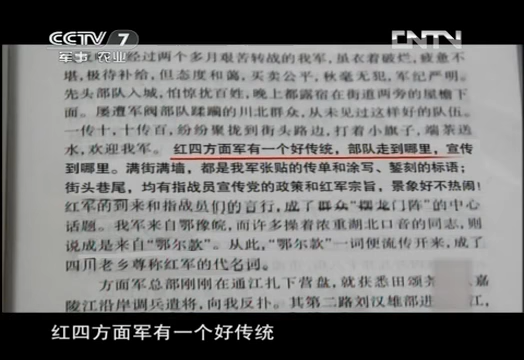 CCTV 7
军事·农业
CNTV
经过两个多月艰苦转战的我军，虽衣着破烂，疲惫不
堪，极待补给，但态度和蔼，买卖公平，秋毫无犯，军纪严明。
先头部队入城，怕惊扰百姓，晚上都露宿在街道两旁的屋檐
下。屡遭军阀部队蹂躏的川北群众，从未见过这样好的队伍。
一传十，十传百，纷纷聚拢到街头路边，打着小旗子，端茶送
水，欢迎我军。红四方面军有一个好传统，部队走到哪里，宣传
到哪里。满街满墙，都是我军张贴的传单和涂写、錾刻的标语；
街头巷尾，均有指战员宣传党的政策和红军宗旨，景象好不热闹！
红军的到来和指战员们的言行，成了群众“摆龙门阵”的中心
话题。我军来自鄂豫皖，而许多操着浓重湖北口音的同志，则
说成是来自“鄂尔款”。从此，“鄂尔款”一词便流传开来，成了
四川老乡尊称红军的代名词。
方面军总部刚刚在通江扎下营盘，就获悉田颂尧 嘉
陵江沿岸调兵遣将，向我反扑。其第二路刘汉雄部进 江，
红四方面军有一个好传统